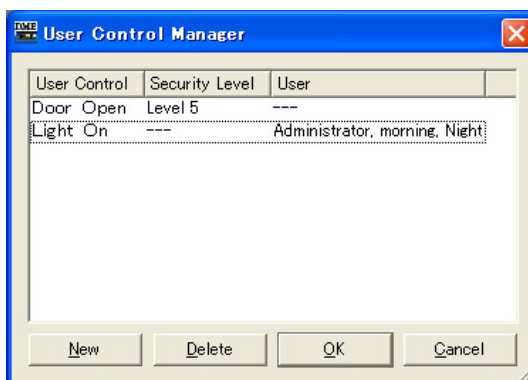 DME User Control Manager
User Control Security Level User
Door Open Level 5 ---
Light On --- Administrator, morning, Night
New Delete OK Cancel